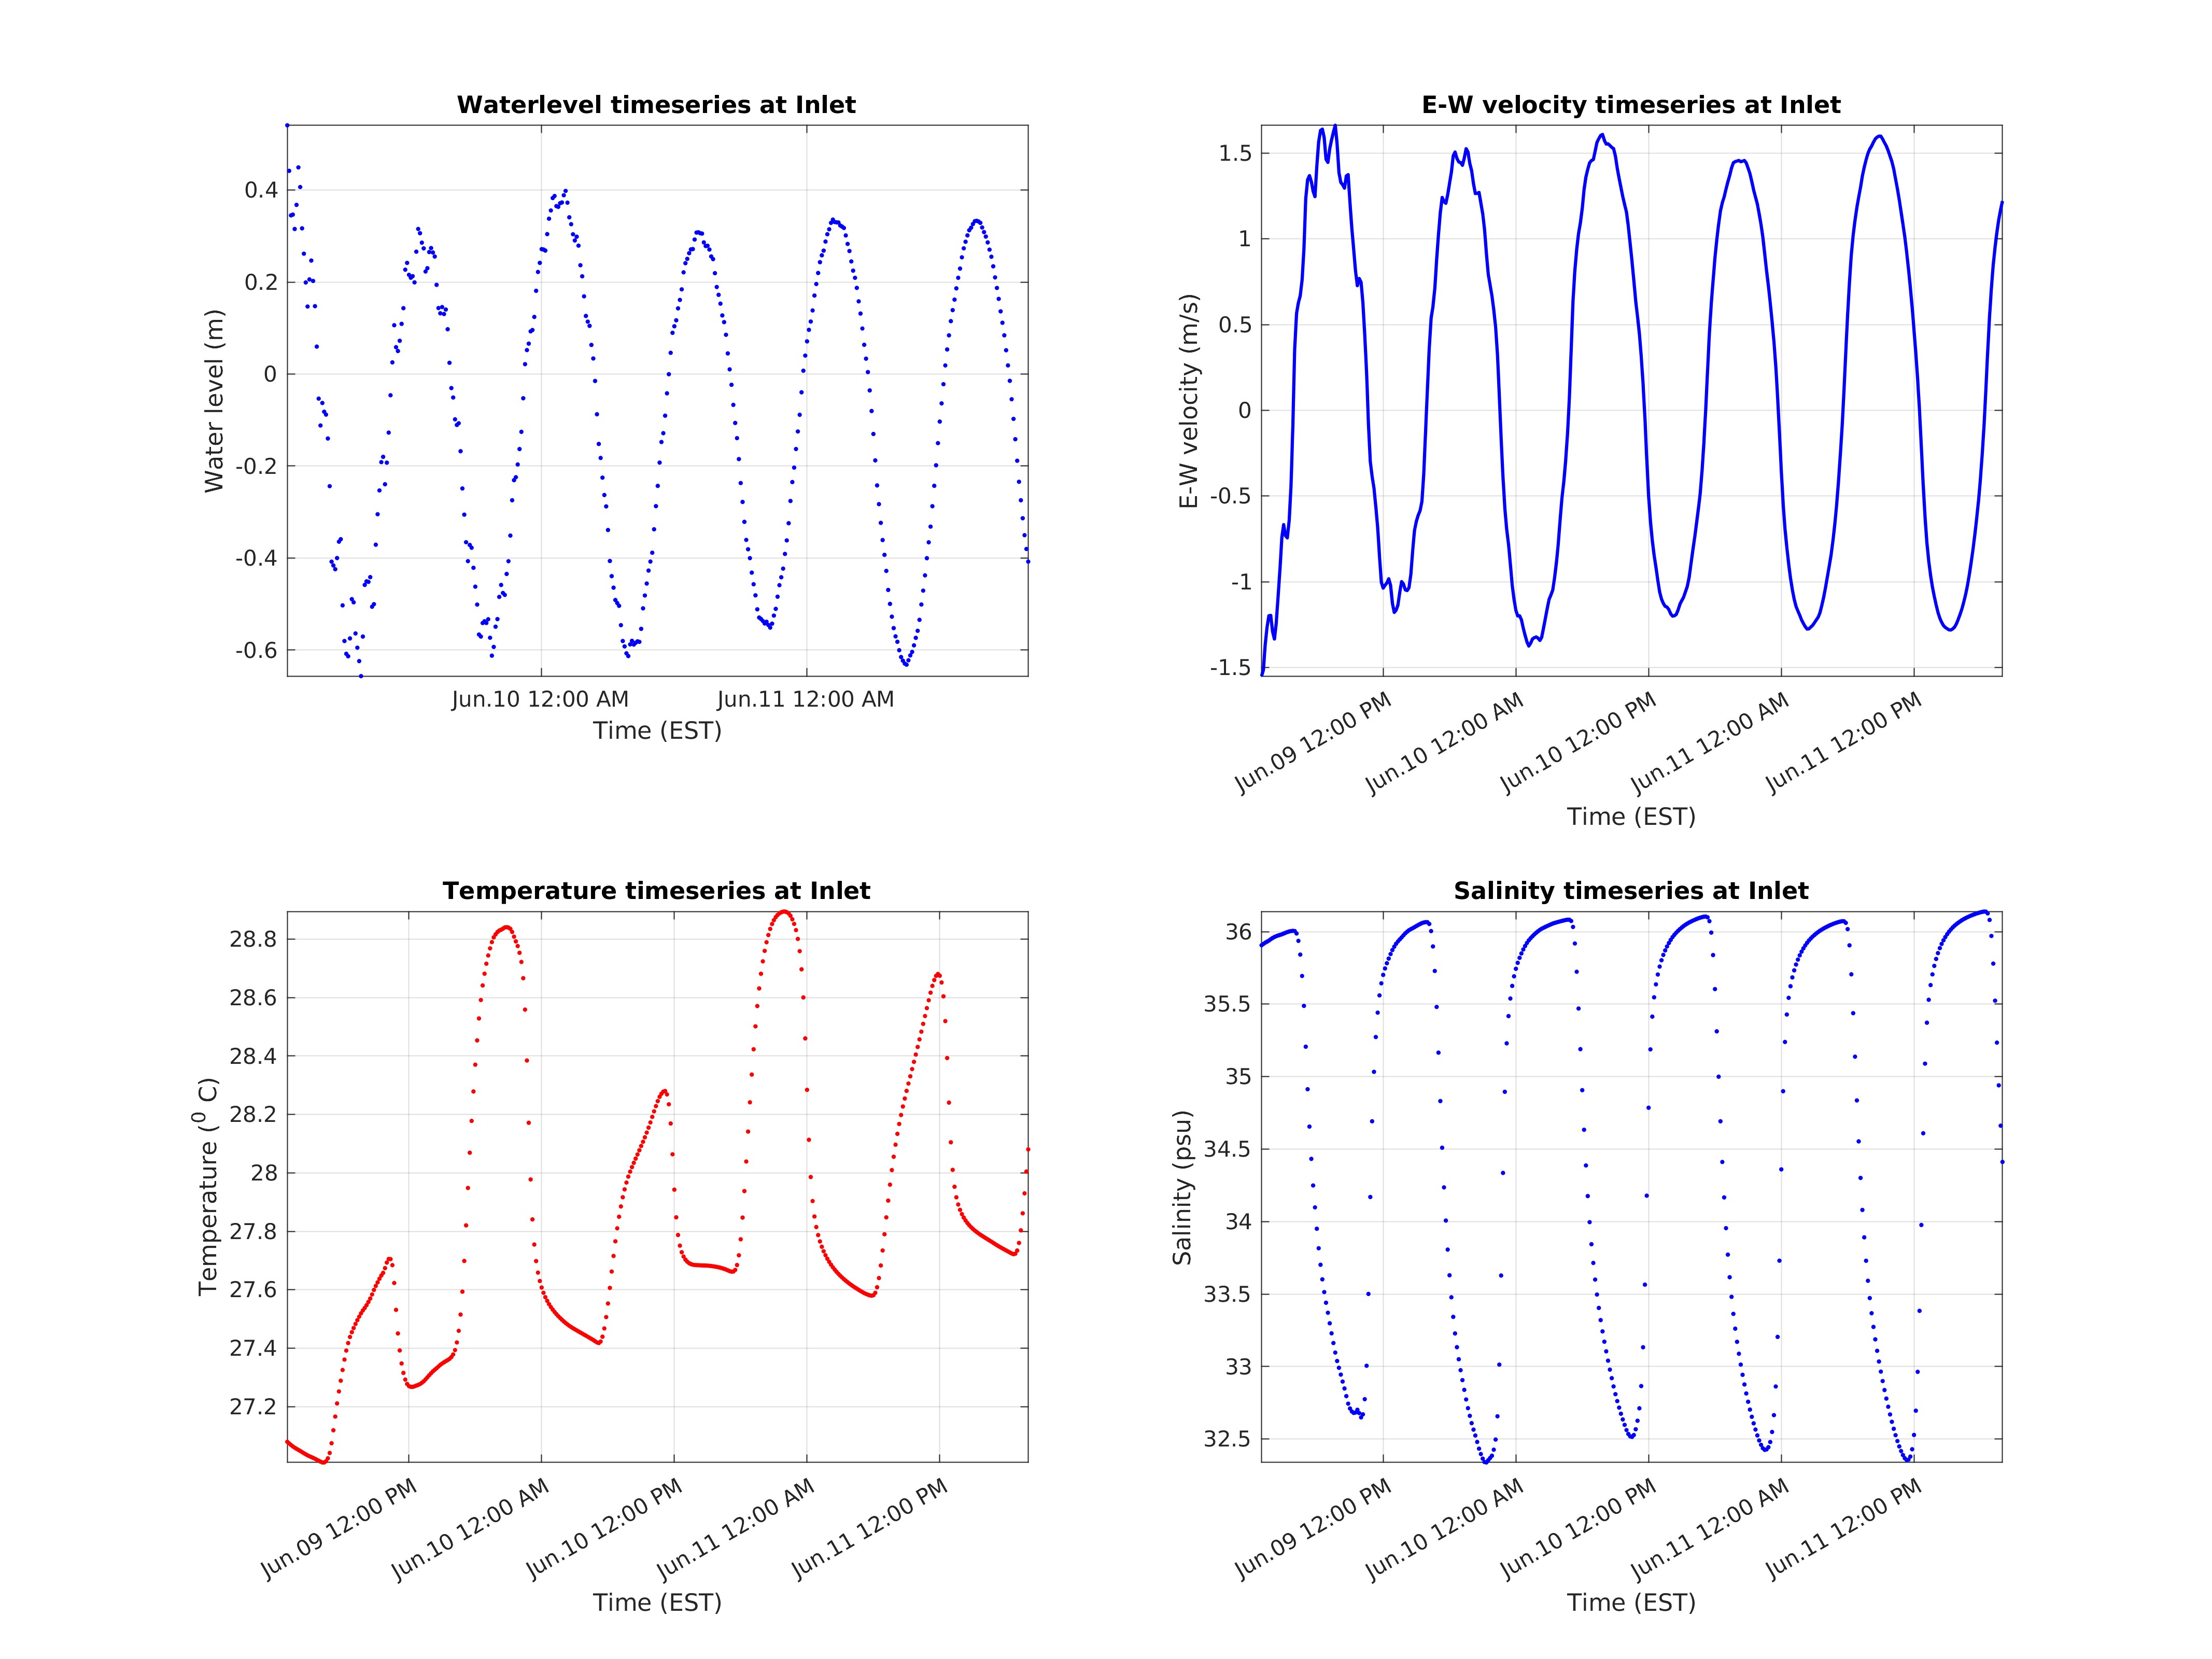 Waterlevel timeseries at Inlet
0.4
0.2
0
-0.2
-0.4
-0.6
Water level (m)
Jun.10 12:00 AM
Jun.11 12:00 AM
Time (EST)
E-W velocity timeseries at Inlet
1.5
1
0.5
0
-0.5
-1
-1.5
E-W velocity (m/s)
Jun.09 12:00 PM
Jun.10 12:00 AM
Jun.10 12:00 PM
Jun.11 12:00 AM
Jun.11 12:00 PM
Time (EST)
Temperature timeseries at Inlet
28.8
28.6
28.4
28.2
28
27.8
27.6
27.4
27.2
Temperature (⁰ C)
Jun.09 12:00 PM
Jun.10 12:00 AM
Jun.10 12:00 PM
Jun.11 12:00 AM
Jun.11 12:00 PM
Time (EST)
Salinity timeseries at Inlet
36
35.5
35
34.5
34
33.5
33
32.5
Salinity (psu)
Jun.09 12:00 PM
Jun.10 12:00 AM
Jun.10 12:00 PM
Jun.11 12:00 AM
Jun.11 12:00 PM
Time (EST)